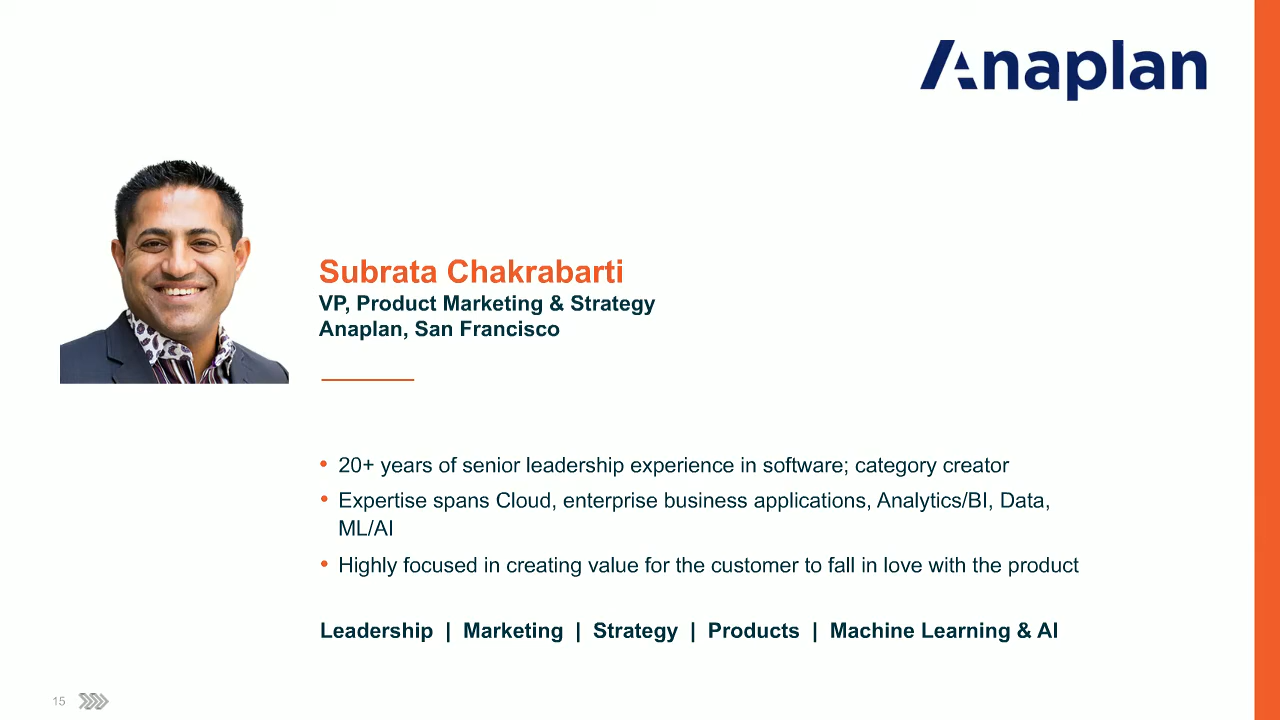 Anaplan
Subrata Chakrabarti
VP, Product Marketing & Strategy
Anaplan, San Francisco
• 20+ years of senior leadership experience in software; category creator
• Expertise spans Cloud, enterprise business applications, Analytics/BI, Data,
ML/AI
• Highly focused in creating value for the customer to fall in love with the product
Leadership | Marketing | Strategy | Products | Machine Learning & AI
15